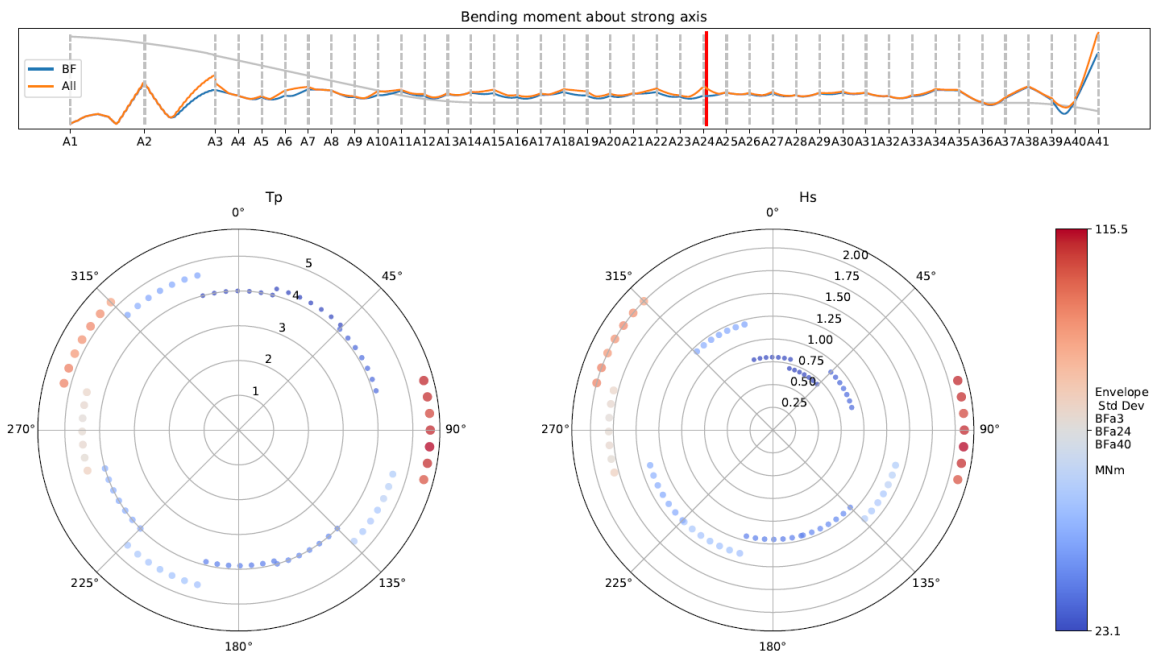 Bending moment about strong axis
BF
All
A1 A2 A3 A4 A5 A6 A7 A8 A9 A10 A11 A12 A13 A14 A15 A16 A17 A18 A19 A20 A21 A22 A23 A24 A25 A26 A27 A28 A29 A30 A31 A32 A33 A34 A35 A36 A37 A38 A39 A40 A41
Tp
0°
45°
90°
135°
180°
225°
270°
315°
1
2
3
4
5
Hs
0°
45°
90°
135°
180°
225°
270°
315°
0.25
0.50
0.75
1.00
1.25
1.50
1.75
2.00
115.5
Envelope
Std Dev
BFa3
BFa24
BFa40
MNm
23.1